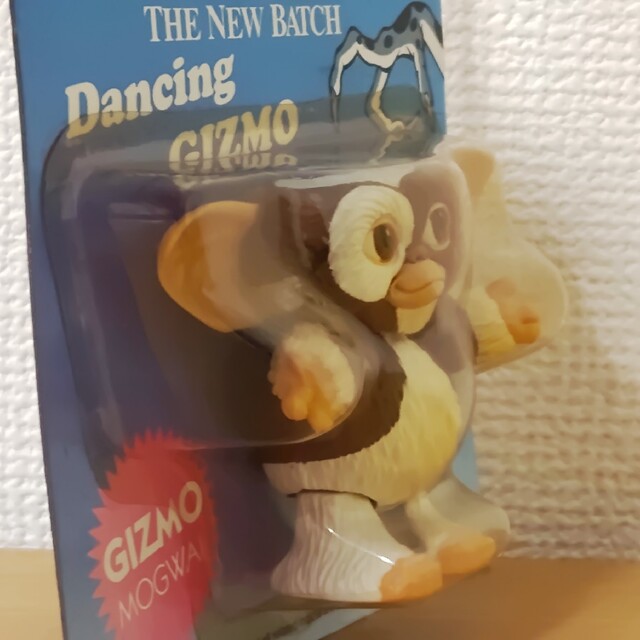 THE NEW BATCH
Dancing
GIZMO
GIZMO
MOGWAI